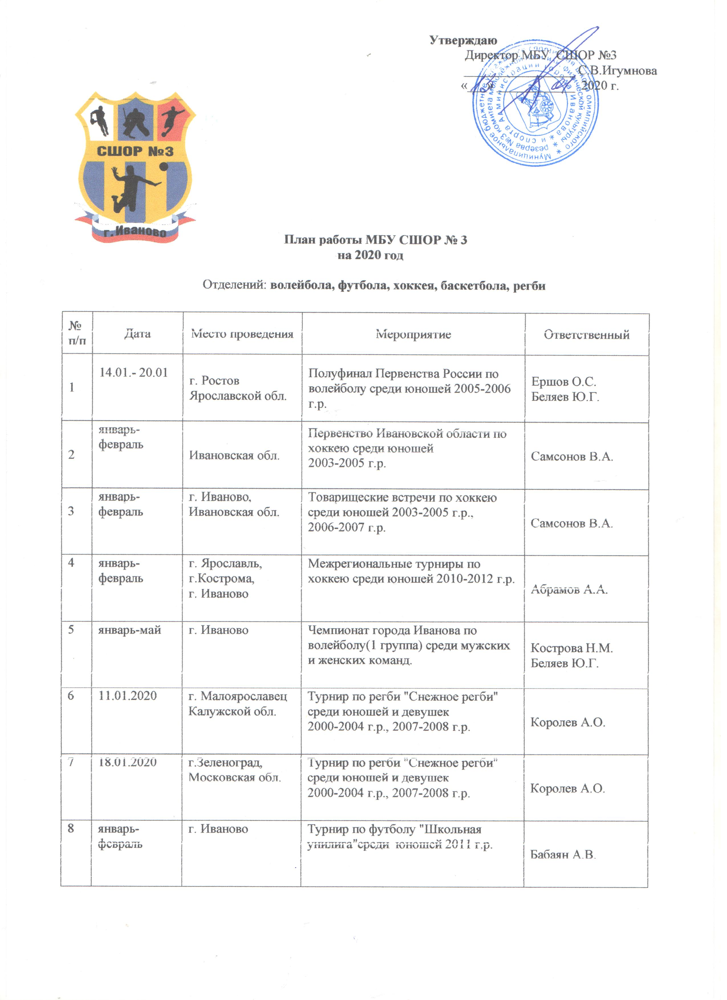 Утверждаю
Директор МБУ СШОР №3
С.В.Игумнова
« 13 » 01 2020 г.
Муниципальное бюджетное учреждение спортивная школа олимпийского
резерва №3 комитета молодёжной политики, физической культуры
и спорта Администрации города Иванова
СШОР №3
г. Иваново
План работы МБУ СШОР № 3
на 2020 год
Отделений: волейбола, футбола, хоккея, баскетбола, регби
№
п/п
Дата
Место проведения
Мероприятие
Ответственный
1
14.01.- 20.01
г. Ростов
Ярославской обл.
Полуфинал Первенства России по
волейболу среди юношей 2005-2006
г.р.
Ершов О.С.
Беляев Ю.Г.
2
январь-
февраль
Ивановская обл.
Первенство Ивановской области по
хоккею среди юношей
2003-2005 г.р.
Самсонов В.А.
3
январь-
февраль
г. Иваново,
Ивановская обл.
Товарищеские встречи по хоккею
среди юношей 2003-2005 г.р.,
2006-2007 г.р.
Самсонов В.А.
4
январь-
февраль
г. Ярославль,
г.Кострома,
г. Иваново
Межрегиональные турниры по
хоккею среди юношей 2010-2012 г.р.
Абрамов А.А.
5
январь-май
г. Иваново
Чемпионат города Иванова по
волейболу(1 группа) среди мужских
и женских команд.
Кострова Н.М.
Беляев Ю.Г.
6
11.01.2020
г. Малоярославец
Калужской обл.
Турнир по регби "Снежное регби"
среди юношей и девушек
2000-2004 г.р., 2007-2008 г.р.
Королев А.О.
7
18.01.2020
г.Зеленоград,
Московская обл.
Турнир по регби "Снежное регби"
среди юношей и девушек
2000-2004 г.р., 2007-2008 г.р.
Королев А.О.
8
январь-
февраль
г. Иваново
Турнир по футболу "Школьная
унилига"среди юношей 2011 г.р.
Бабаян А.В.